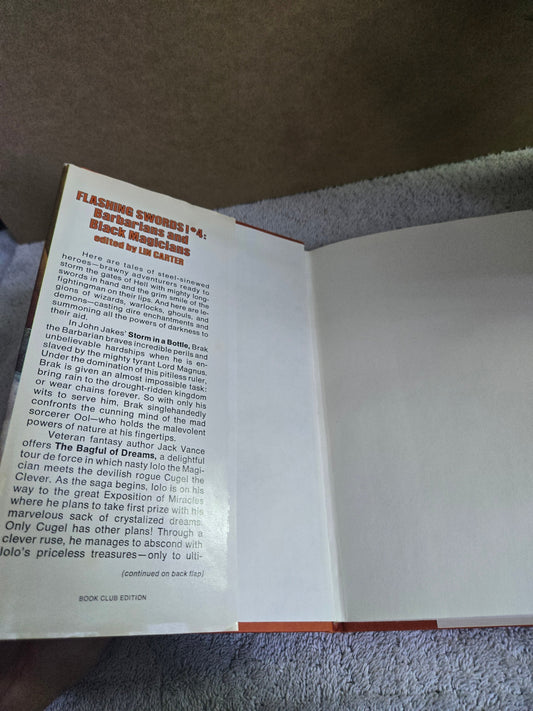 FLASHING SWORDS! #4:
Barbarians and
Black Magicians
edited by LIN CARTER
Here are tales of steel-sinewed
heroes—brawny adventurers ready to
storm the gates of Hell with mighty long-
swords in hand and the grim smile of the
fightingman on their lips. And here are le-
gions of wizards, warlocks, ghouls, and
demons—casting dire enchantments and
summoning all the powers of darkness to
their aid.
In John Jakes' Storm in a Bottle, Brak
the Barbarian braves incredible perils and
unbelievable hardships when he is en-
slaved by the mighty tyrant Lord Magnus.
Under the domination of this pitiless ruler,
Brak is given an almost impossible task:
bring rain to the drought-ridden kingdom
or wear chains forever. So with only his
wits to serve him, Brak singlehandedly
confronts the cunning mind of the mad
sorcerer Ool—who holds the malevolent
powers of nature at his fingertips.
Veteran fantasy author Jack Vance
offers The Bagful of Dreams, a delightful
tour de force in which nasty Iolo the Magi-
cian meets the devilish rogue Cugel the
Clever. As the saga begins, Iolo is on his
way to the great Exposition of Miracles
where he plans to take first prize with his
marvelous sack of crystalized dreams.
Only Cugel has other plans! Through a
clever ruse, he manages to abscond with
Iolo's priceless treasures—only to ulti-
(continued on back flap)
BOOK CLUB EDITION